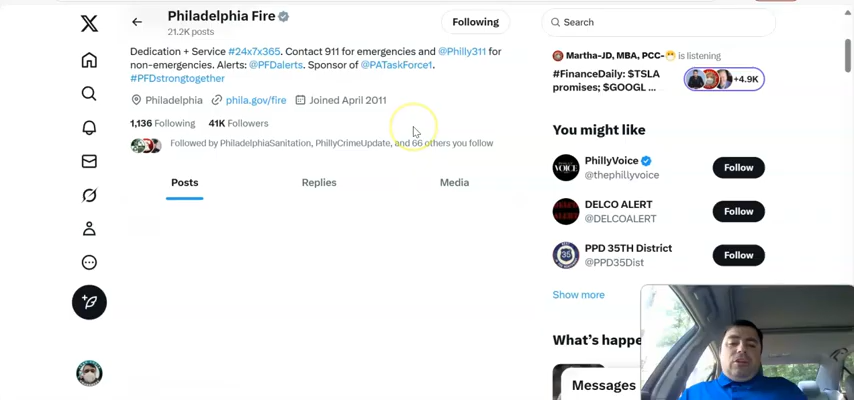 Philadelphia Fire
21.2K posts
Following
Search
Dedication + Service #24x7x365. Contact 911 for emergencies and @Philly311 for
non-emergencies. Alerts: @PFDalerts. Sponsor of @PATaskForce1.
#PFDstrongtogether
Philadelphia
phila.gov/fire
Joined April 2011
1,136 Following
41K Followers
Followed by PhiladelphiaSanitation, PhillyCrimeUpdate, and 66 others you follow
Posts
Replies
Media
Martha-JD, MBA, PCC-
is listening
#FinanceDaily: $TSLA
promises; $GOOGL ...
+4.9K
You might like
PhillyVoice
@thephillyvoice
Follow
DELCO ALERT
@DELCOALERT
Follow
PPD 35TH District
@PPD35Dist
Follow
Show more
What's happe
Messages